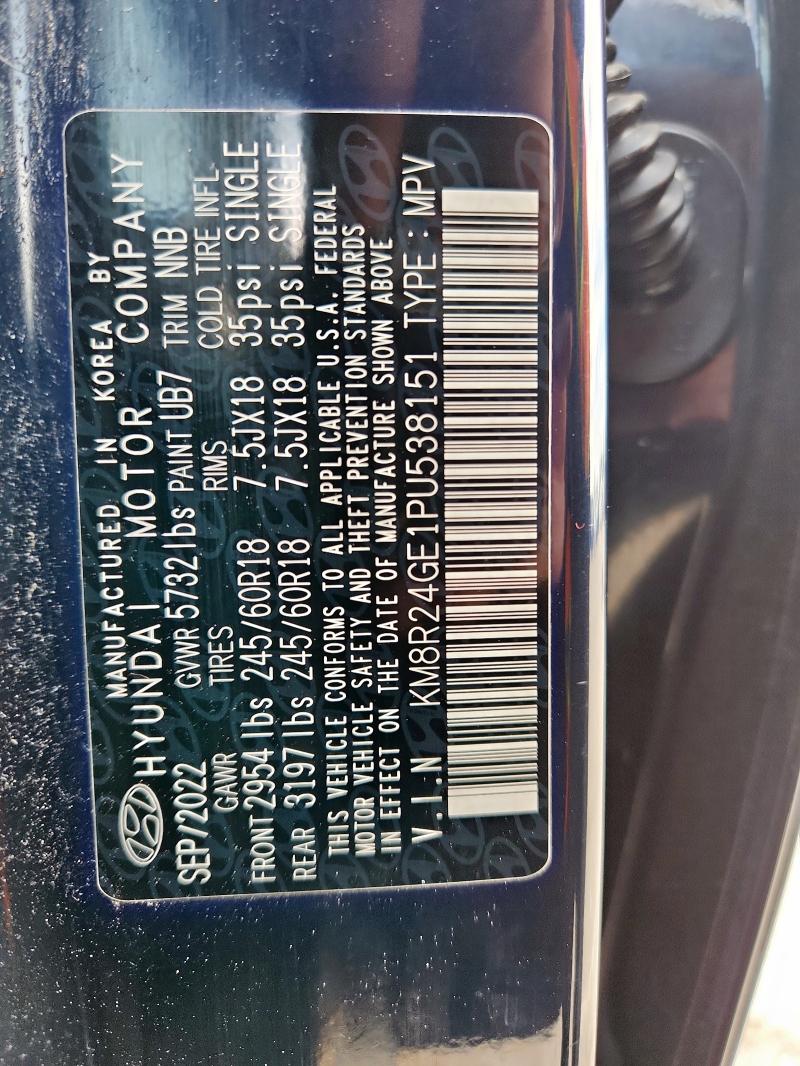 MANUFACTURED IN KOREA BY
HYUNDAI MOTOR COMPANY
SEP/2022 GVWR 5732lbs PAINT UB7 TRIM NNB
GAWR TIRES RIMS COLD TIRE INFL.
FRONT 2954lbs 245/60R18 7.5JX18 35psi SINGLE
REAR 3197lbs 245/60R18 7.5JX18 35psi SINGLE
THIS VEHICLE CONFORMS TO ALL APPLICABLE U.S.A. FEDERAL
MOTOR VEHICLE SAFETY AND THEFT PREVENTION STANDARDS
IN EFFECT ON THE DATE OF MANUFACTURE SHOWN ABOVE
V.I.N KM8R24GE1PU538151 TYPE : MPV